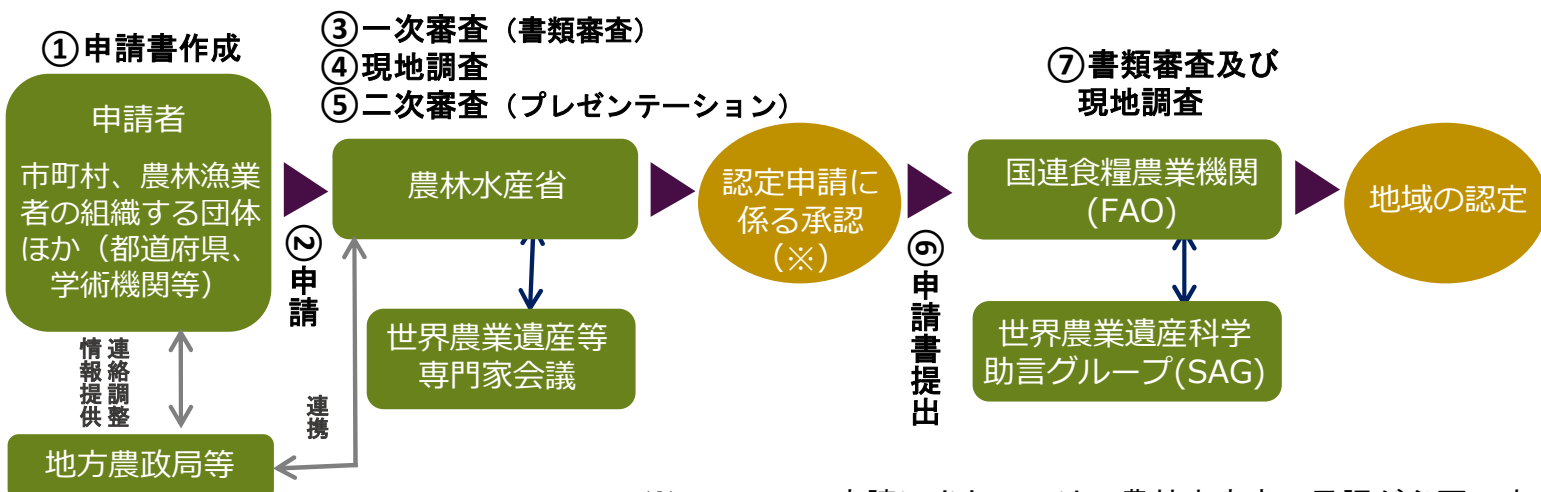 ①申請書作成
申請者
市町村、農林漁業
者の組織する団体
ほか（都道府県、
学術機関等）
連絡調整
情報提供
地方農政局等
②申請
連携
③一次審査（書類審査）
④現地調査
⑤二次審査（プレゼンテーション）
農林水産省
世界農業遺産等
専門家会議
認定申請に
係る承認
（※）
⑥申請書提出
⑦書類審査及び
現地調査
国連食糧農業機関
(FAO)
世界農業遺産科学
助言グループ(SAG)
地域の認定